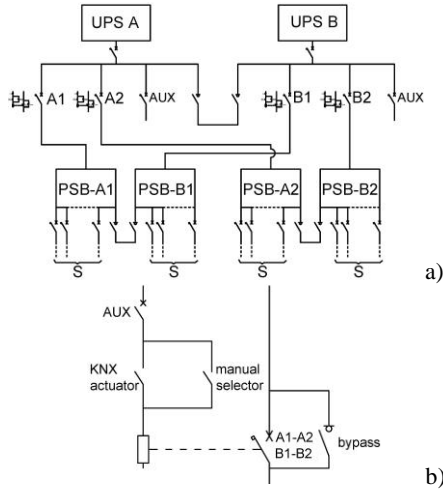 UPS A UPS B
A1 A2 AUX B1 B2 AUX
PSB-A1 PSB-B1 PSB-A2 PSB-B2
S S S S
a)
AUX
KNX actuator
manual selector
A1-A2
B1-B2
bypass
b)